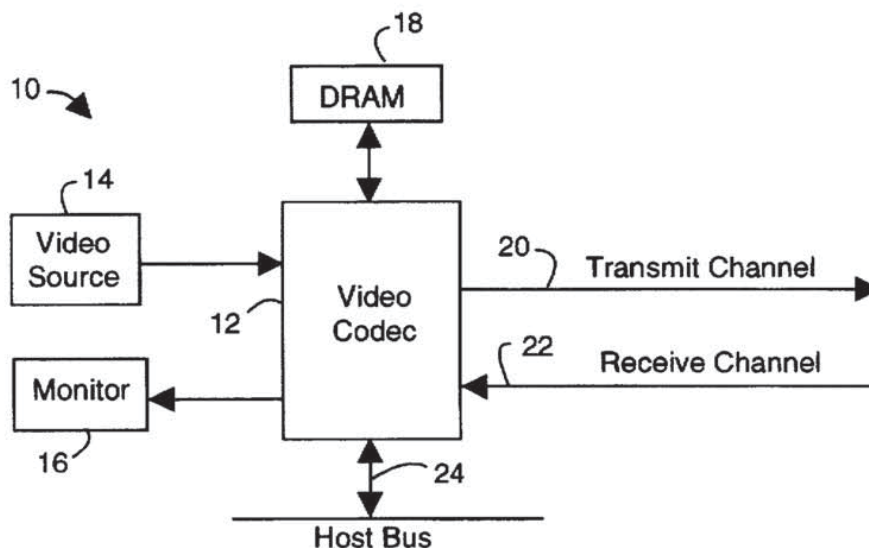 18
10
DRAM
14
Video
Source
20
Transmit Channel
12
Video
Codec
22
Receive Channel
Monitor
16
24
Host Bus